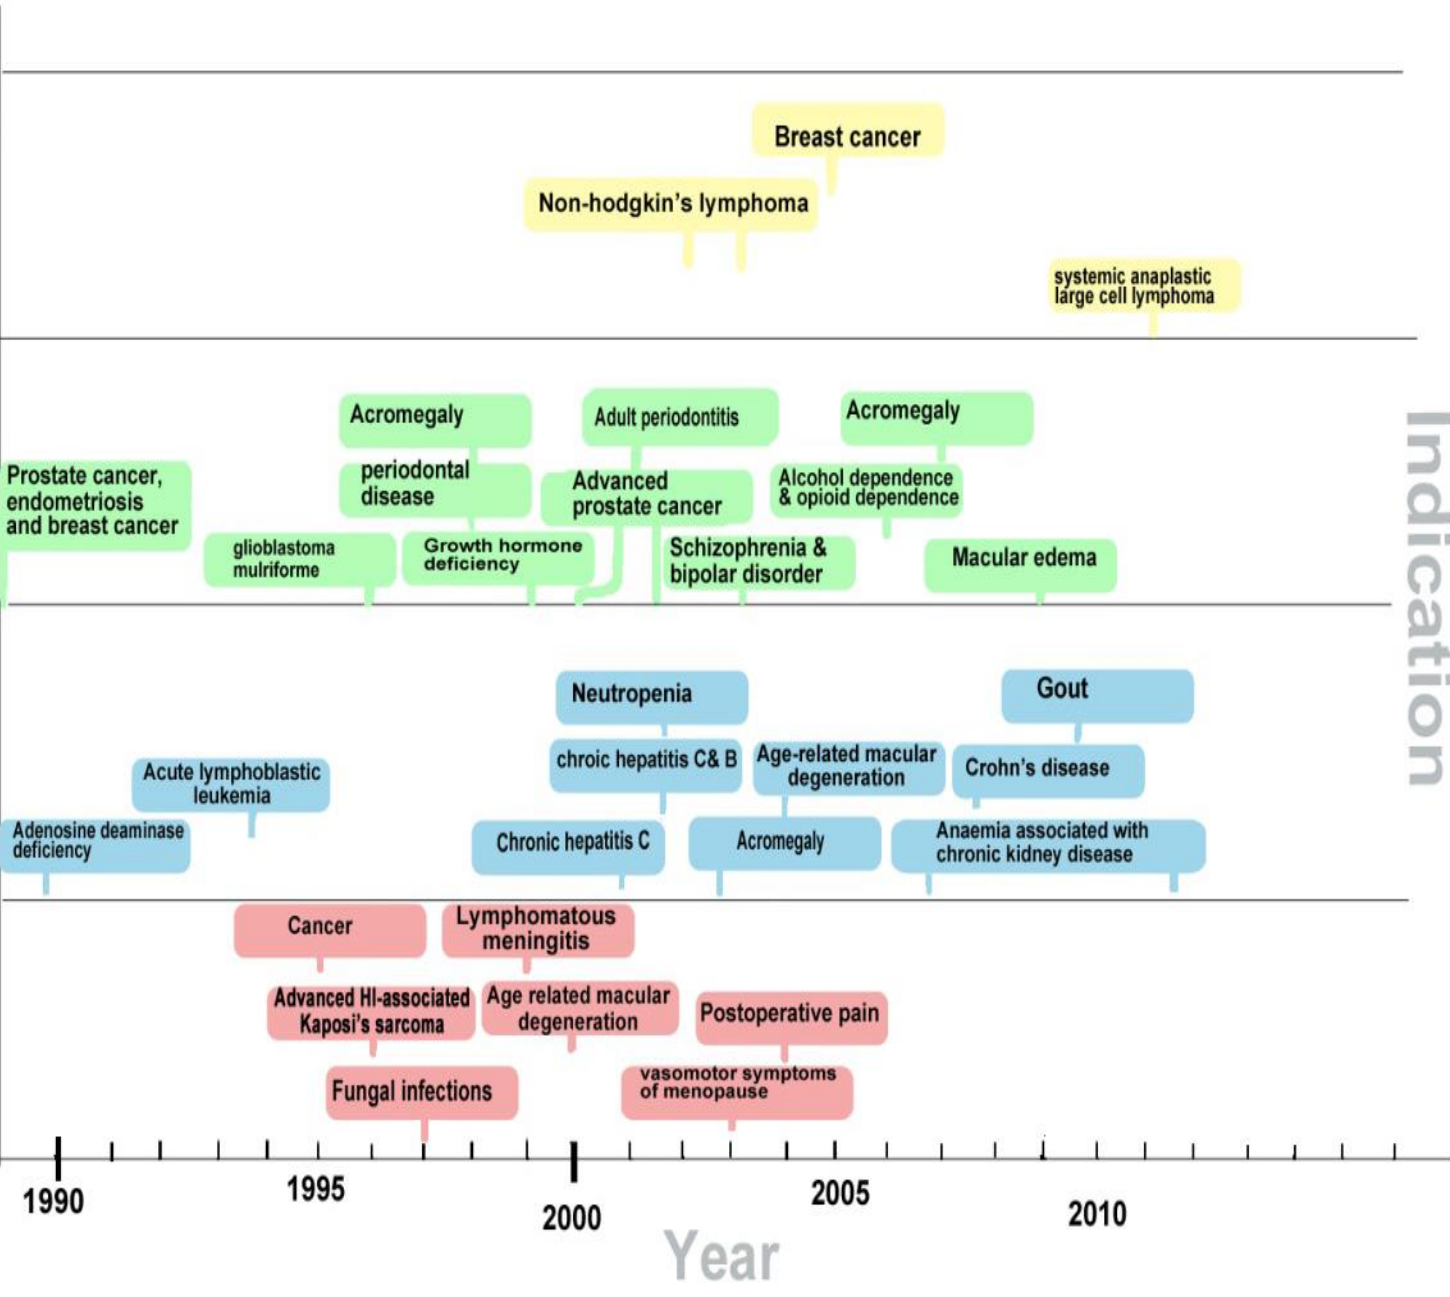 Breast cancer
Non-hodgkin's lymphoma
systemic anaplastic
large cell lymphoma
Acromegaly
Adult periodontitis
Acromegaly
Prostate cancer,
endometriosis
and breast cancer
periodontal
disease
Advanced
prostate cancer
Alcohol dependence
& opioid dependence
glioblastoma
mulriforme
Growth hormone
deficiency
Schizophrenia &
bipolar disorder
Macular edema
Indication
Neutropenia
Gout
chroic hepatitis C& B
Age-related macular
degeneration
Crohn's disease
Acute lymphoblastic
leukemia
Adenosine deaminase
deficiency
Chronic hepatitis C
Acromegaly
Anaemia associated with
chronic kidney disease
Cancer
Lymphomatous
meningitis
Advanced HI-associated
Kaposi's sarcoma
Age related macular
degeneration
Postoperative pain
Fungal infections
vasomotor symptoms
of menopause
1990
1995
2000
2005
2010
Year